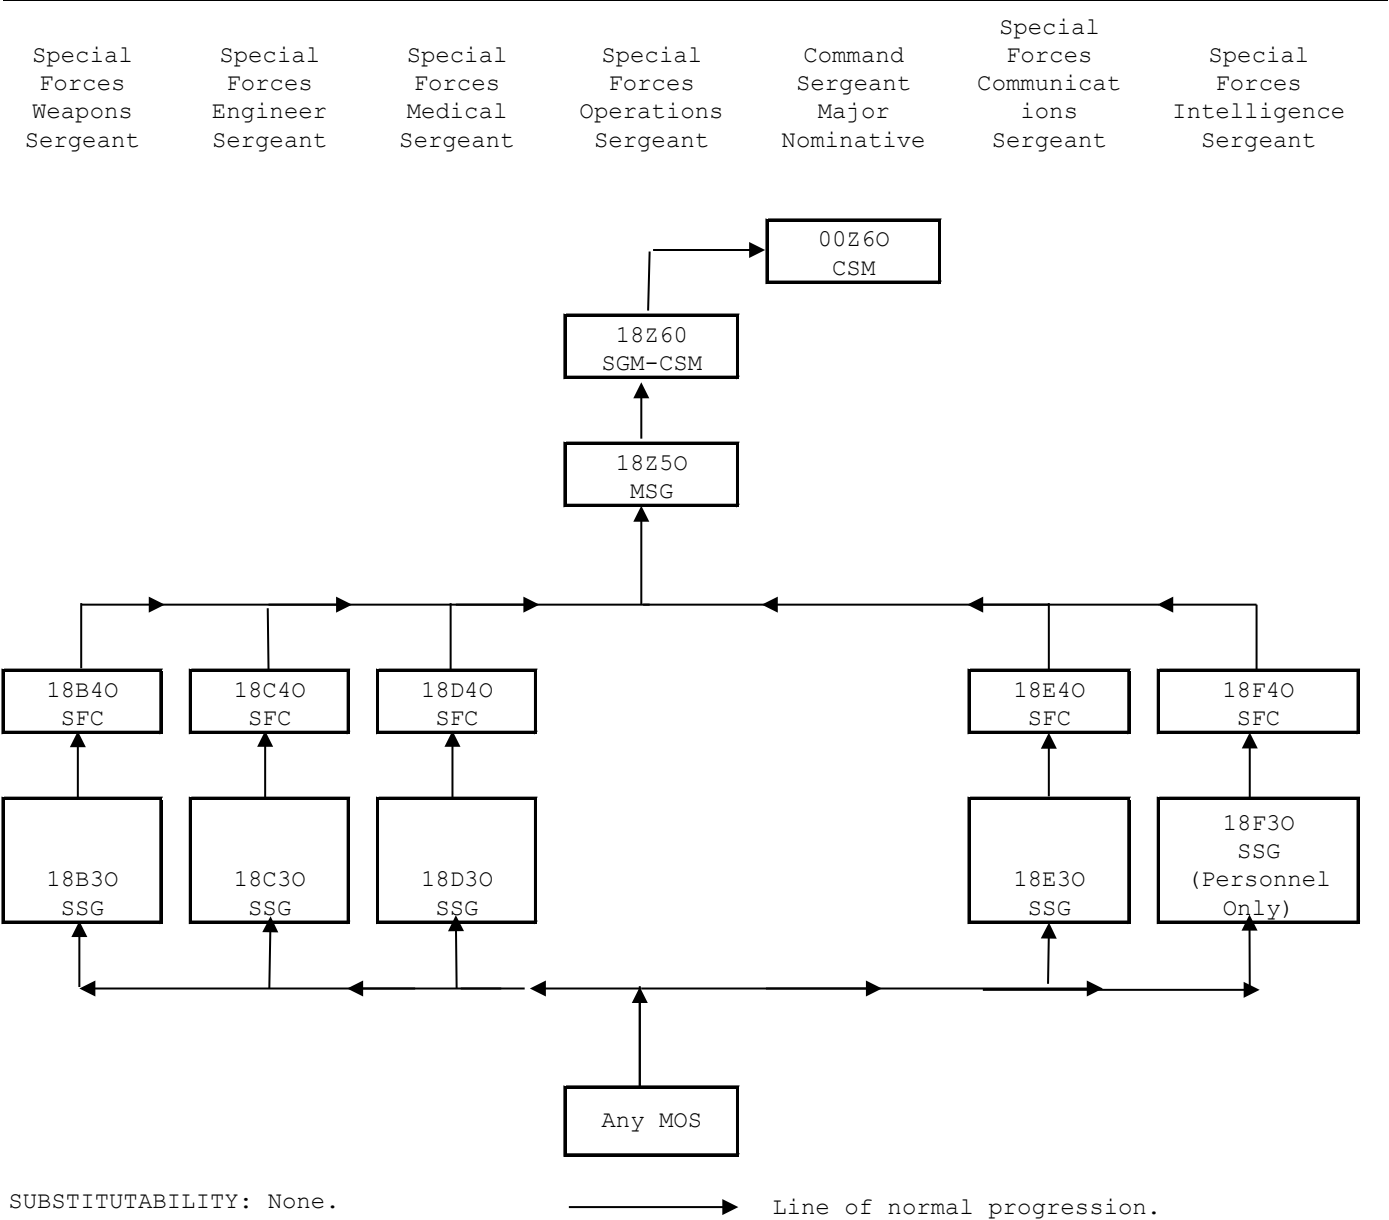 Special
Forces
Weapons
Sergeant
Special
Forces
Engineer
Sergeant
Special
Forces
Medical
Sergeant
Special
Forces
Operations
Sergeant
Command
Sergeant
Major
Nominative
Special
Forces
Communicat
ions
Sergeant
Special
Forces
Intelligence
Sergeant
00Z6O
CSM
18Z60
SGM-CSM
18Z5O
MSG
18B4O
SFC
18C4O
SFC
18D4O
SFC
18E4O
SFC
18F4O
SFC
18B3O
SSG
18C3O
SSG
18D3O
SSG
18E3O
SSG
18F3O
SSG
(Personnel
Only)
Any MOS
SUBSTITUTABILITY: None.
Line of normal progression.